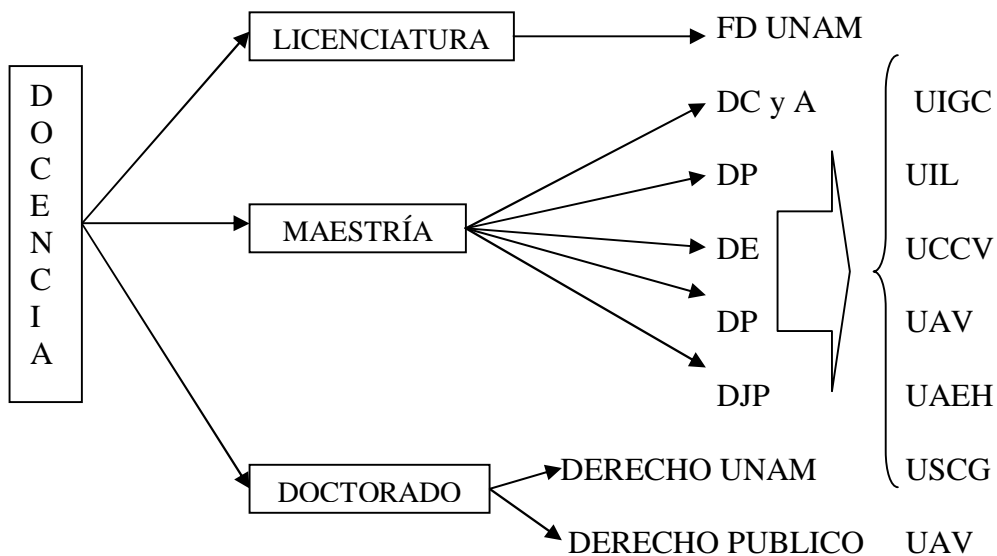 DOCENCIA
LICENCIATURA
FD UNAM
MAESTRÍA
DC y A
DP
DE
DP
DJP
UIGC
UIL
UCCV
UAV
UAEH
USCG
DOCTORADO
DERECHO UNAM
DERECHO PUBLICO UAV